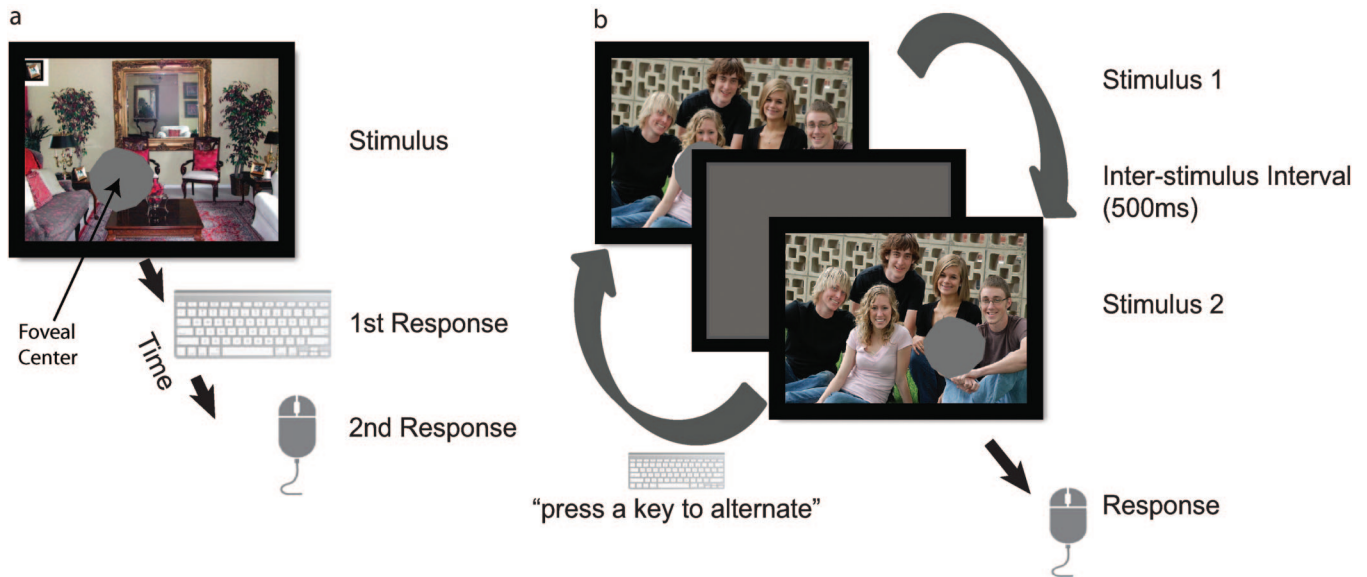 a
Stimulus
Foveal
Center
Time
1st Response
2nd Response
b
Stimulus 1
Inter-stimulus Interval
(500ms)
Stimulus 2
"press a key to alternate"
Response